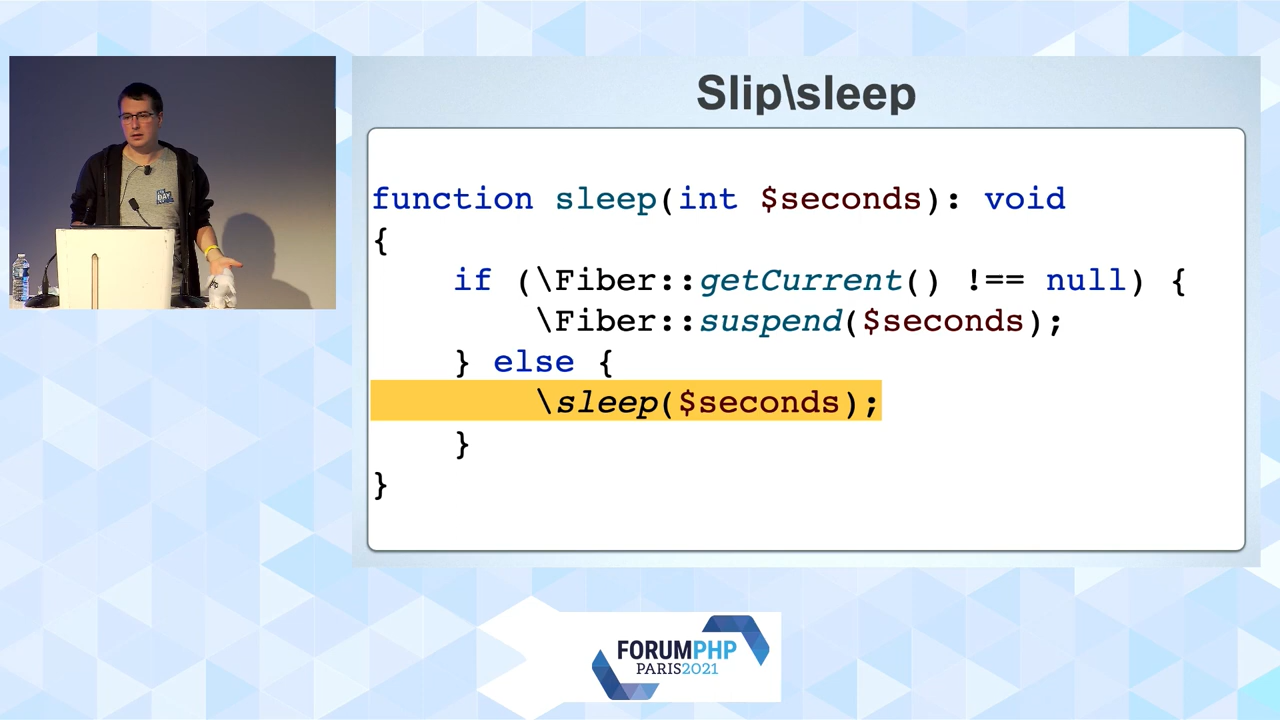 Slip\sleep
function sleep(int $seconds): void
{
    if (\Fiber::getCurrent() !== null) {
        \Fiber::suspend($seconds);
    } else {
        \sleep($seconds);
    }
}
FORUMPHP
PARIS2021